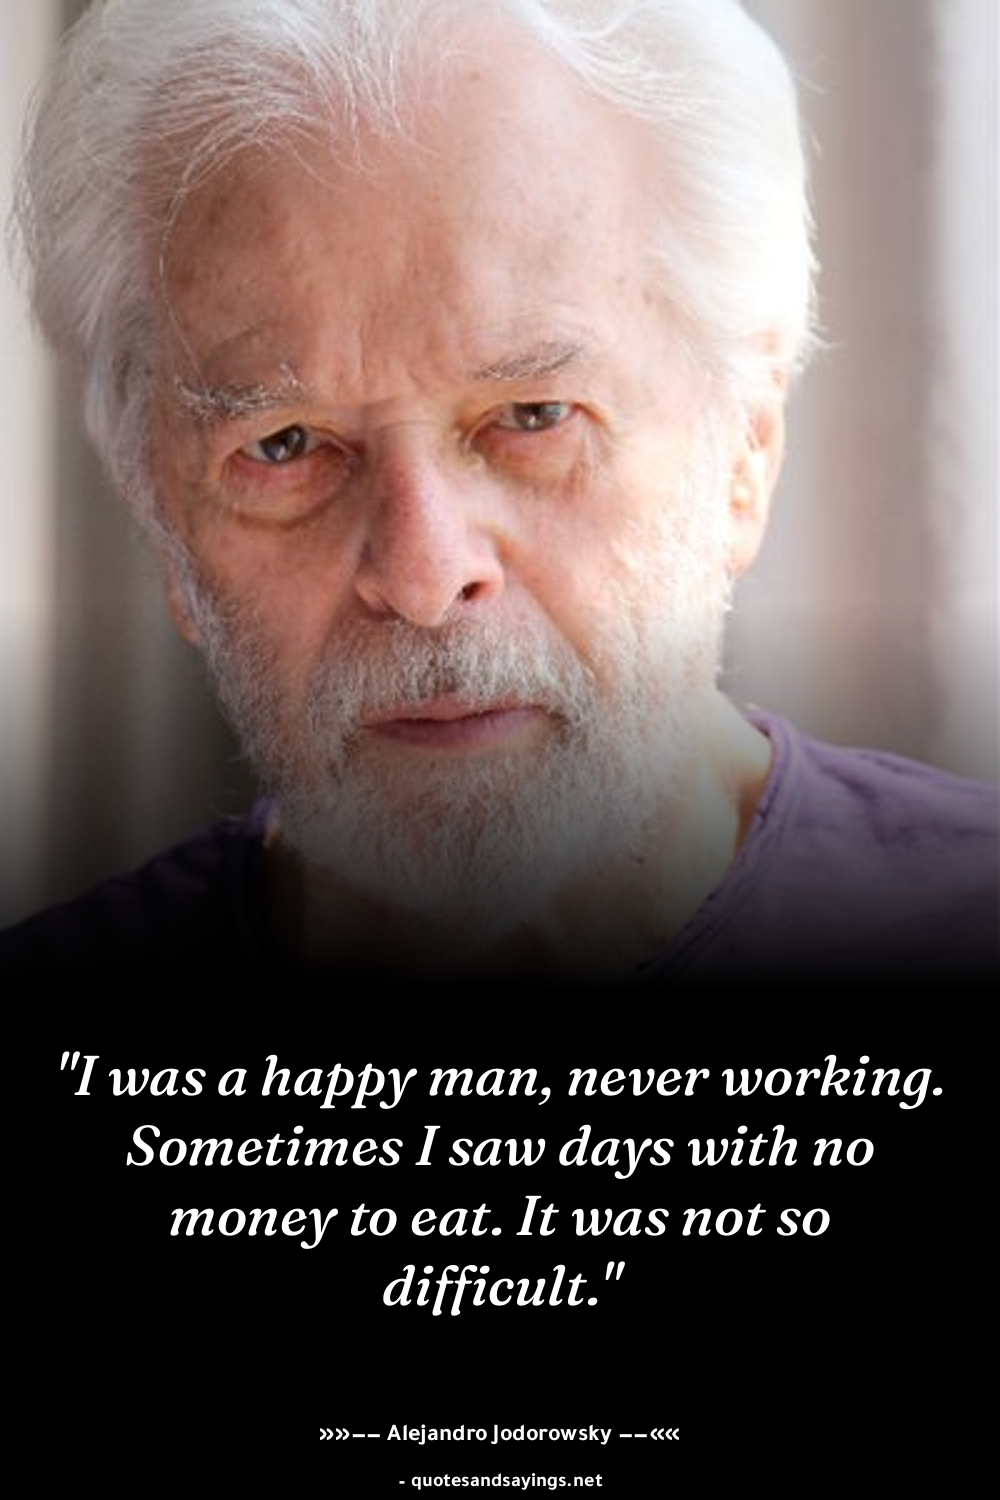 "I was a happy man, never working.
Sometimes I saw days with no
money to eat. It was not so
difficult."
»»—— Alejandro Jodorowsky ——««
- quotesandsayings.net